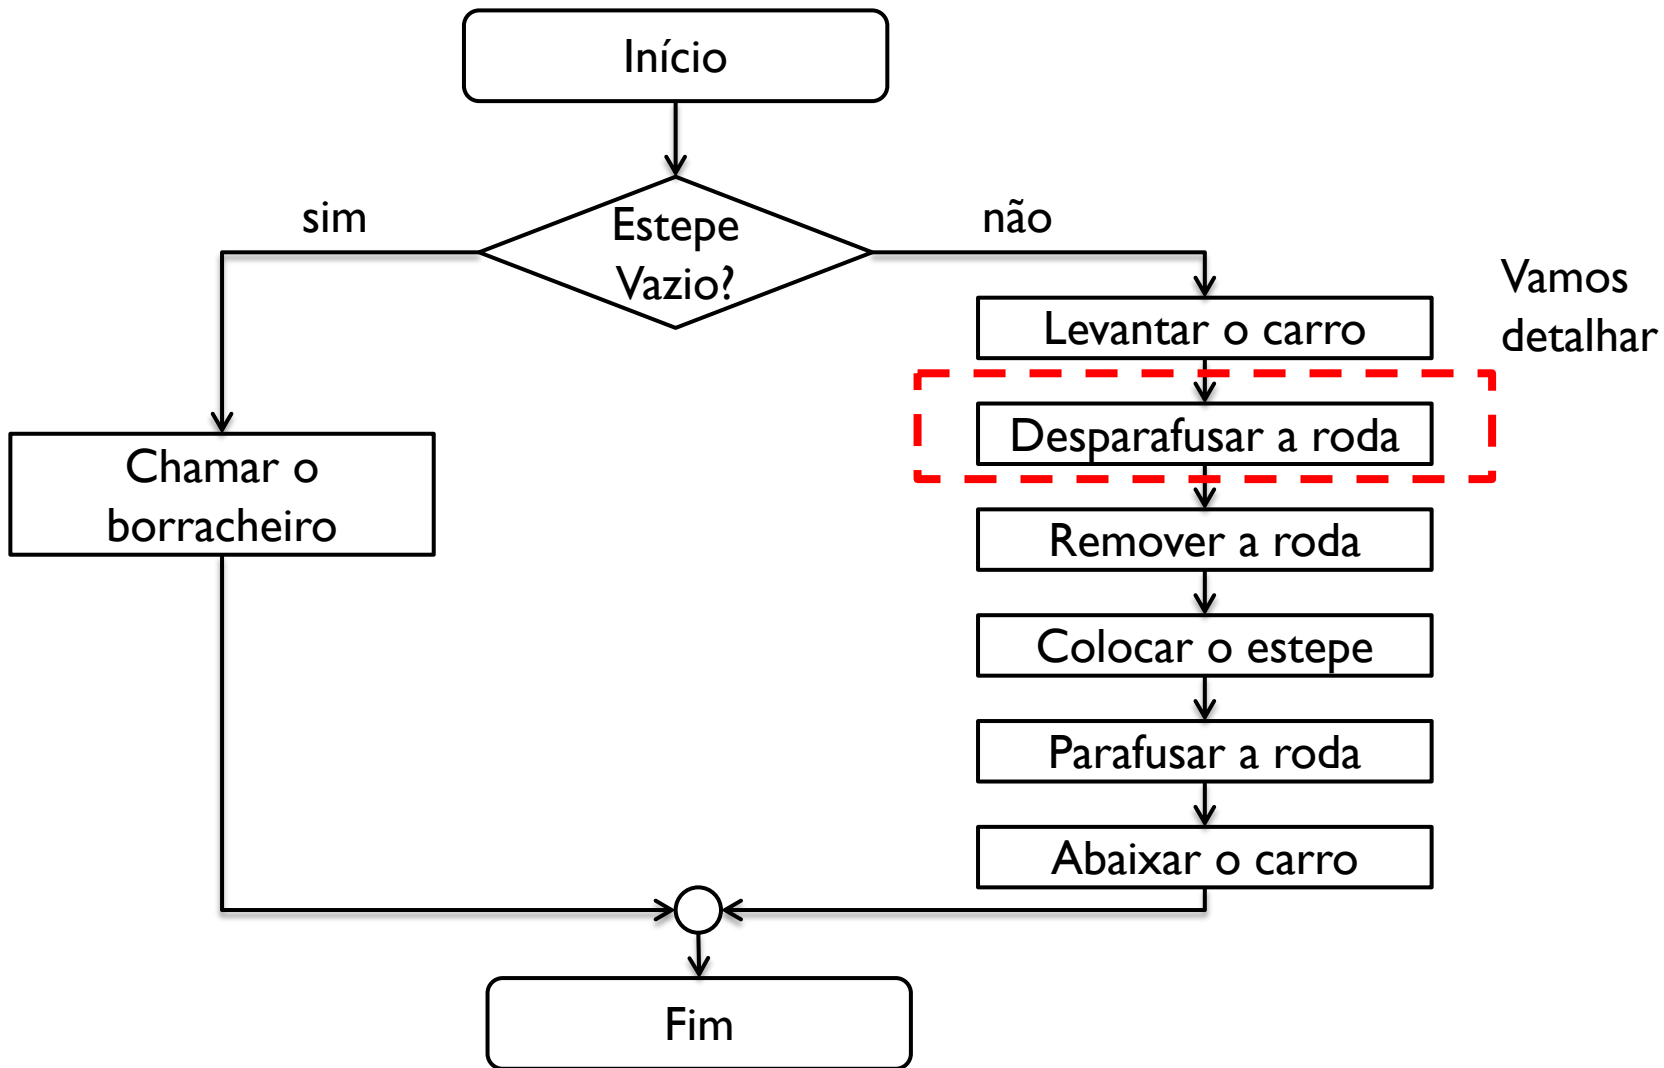 Início
sim
Estepe
Vazio?
não
Vamos
detalhar
Levantar o carro
Desparafusar a roda
Chamar o
borracheiro
Remover a roda
Colocar o estepe
Parafusar a roda
Abaixar o carro
Fim